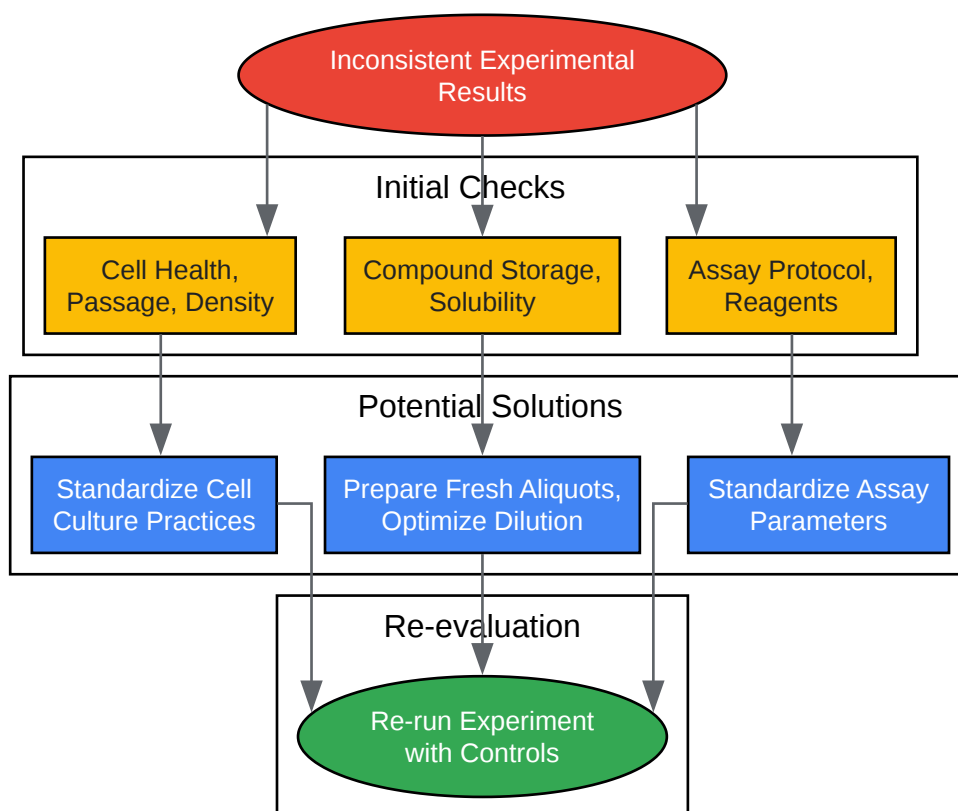 Inconsistent Experimental
Results
Initial Checks
Cell Health,
Passage, Density
Compound Storage,
Solubility
Assay Protocol,
Reagents
Potential Solutions
Standardize Cell
Culture Practices
Prepare Fresh Aliquots,
Optimize Dilution
Standardize Assay
Parameters
Re-evaluation
Re-run Experiment
with Controls